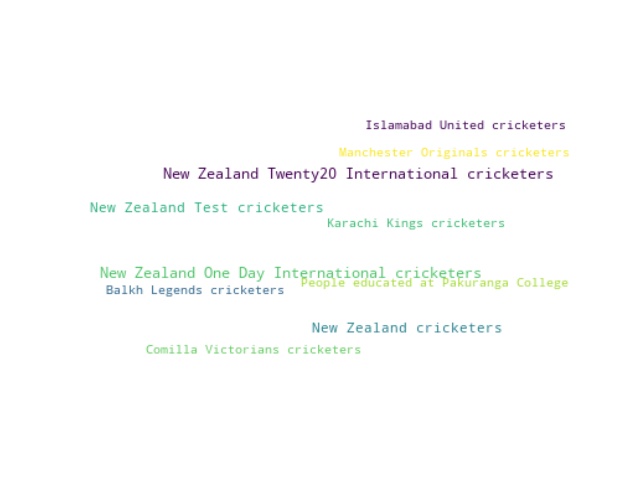 Islamabad United cricketers
Manchester Originals cricketers
New Zealand Twenty20 International cricketers
New Zealand Test cricketers
Karachi Kings cricketers
New Zealand One Day International cricketers
People educated at Pakuranga College
Balkh Legends cricketers
New Zealand cricketers
Comilla Victorians cricketers